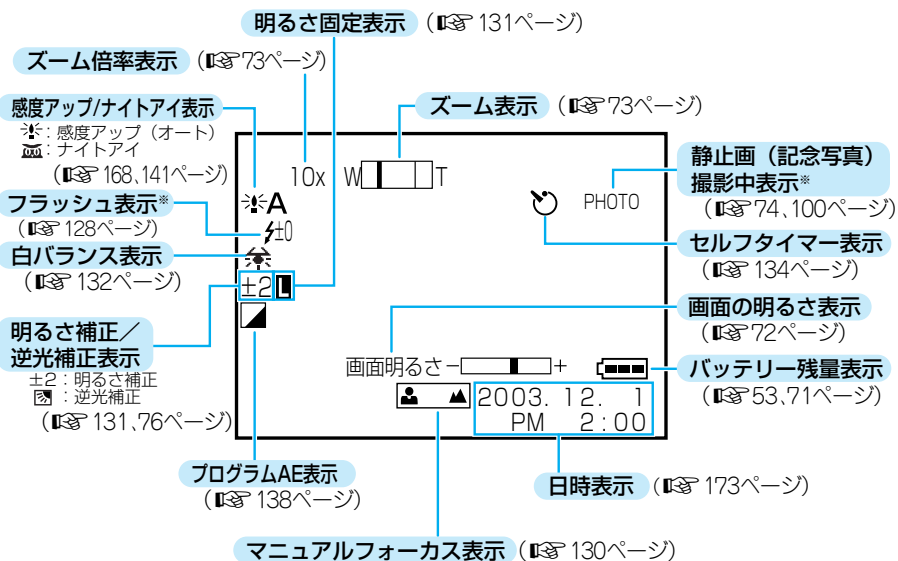 明るさ固定表示（☞131ページ）
ズーム倍率表示（☞73ページ）
感度アップ/ナイトアイ表示
：感度アップ（オート）
：ナイトアイ
（☞168､141ページ）
ズーム表示（☞73ページ）
静止画（記念写真）
撮影中表示※
（☞74､100ページ）
フラッシュ表示※
（☞128ページ）
セルフタイマー表示
（☞134ページ）
白バランス表示
（☞132ページ）
画面の明るさ表示
（☞72ページ）
明るさ補正／
逆光補正表示
±2：明るさ補正
：逆光補正
（☞131､76ページ）
バッテリー残量表示
（☞53､71ページ）
10x W T
A
PHOTO
±0
±2 L
画面明るさ－ ＋
2003. 12. 1
PM 2:00
プログラムAE表示
（☞138ページ）
日時表示（☞173ページ）
マニュアルフォーカス表示（☞130ページ）